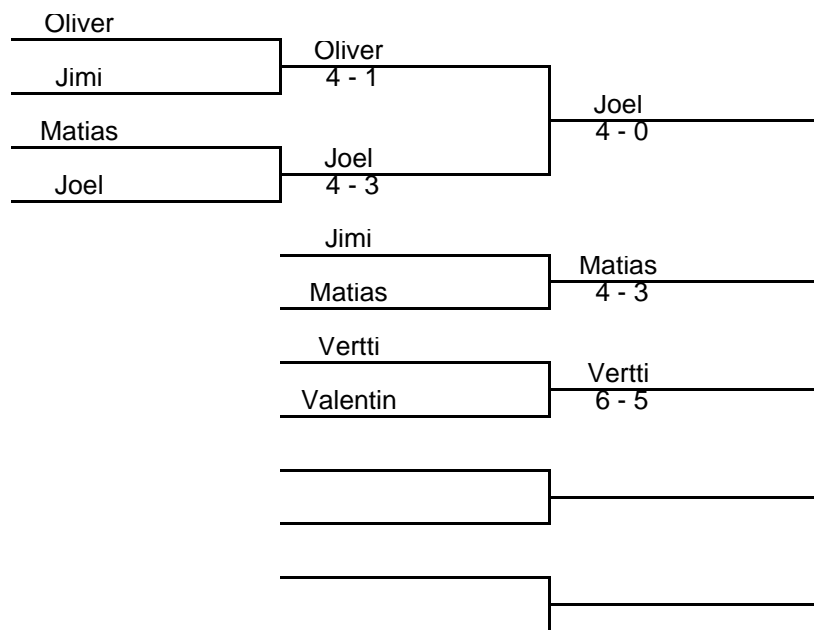 Oliver
Oliver
Jimi
4 - 1
Joel
Matias
4 - 0
Joel
Joel
4 - 3
Jimi
Matias
Matias
4 - 3
Vertti
Vertti
Valentin
6 - 5